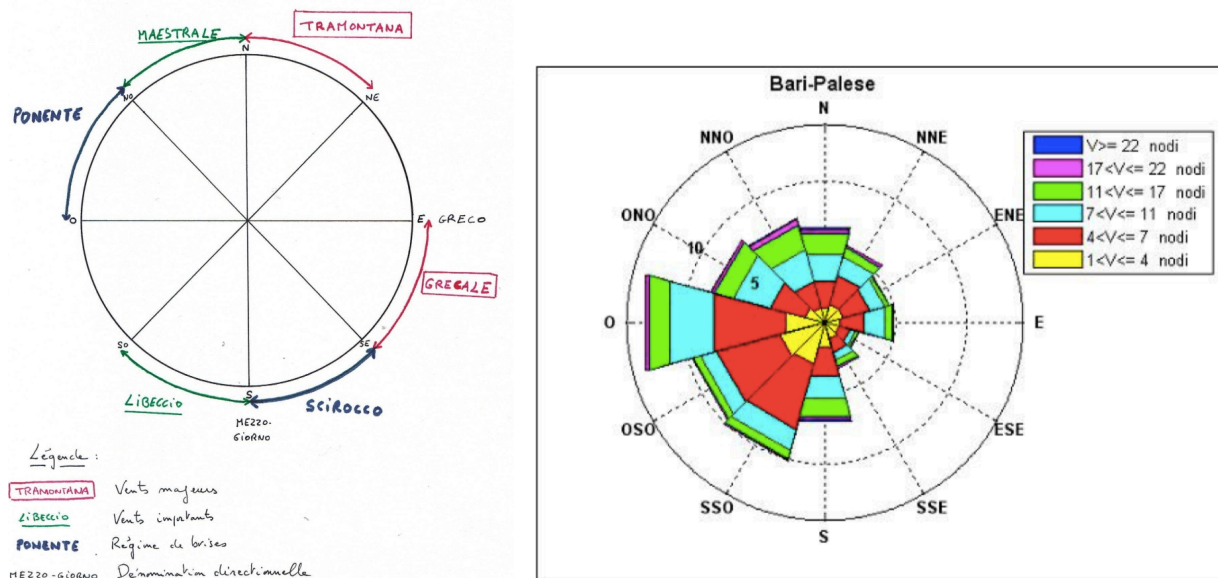 MAESTRALE
TRAMONTANA
N
NO
NE
PONENTE
O
E GRECO
GREGALE
SO
SE
S
LIBECCIO
SCIROCCO
MEZZO-
GIORNO
Légende :
TRAMONTANA Vents majeurs
LIBECCIO Vents importants
PONENTE Régime de brises
MEZZO-GIORNO Dénomination directionnelle
Bari-Palese
N
NNO
NNE
ONO
ENE
10
5
O
E
OSO
ESE
SSO
SSE
S
V>= 22 nodi
17<V<= 22 nodi
11<V<= 17 nodi
7<V<= 11 nodi
4<V<= 7 nodi
1<V<= 4 nodi